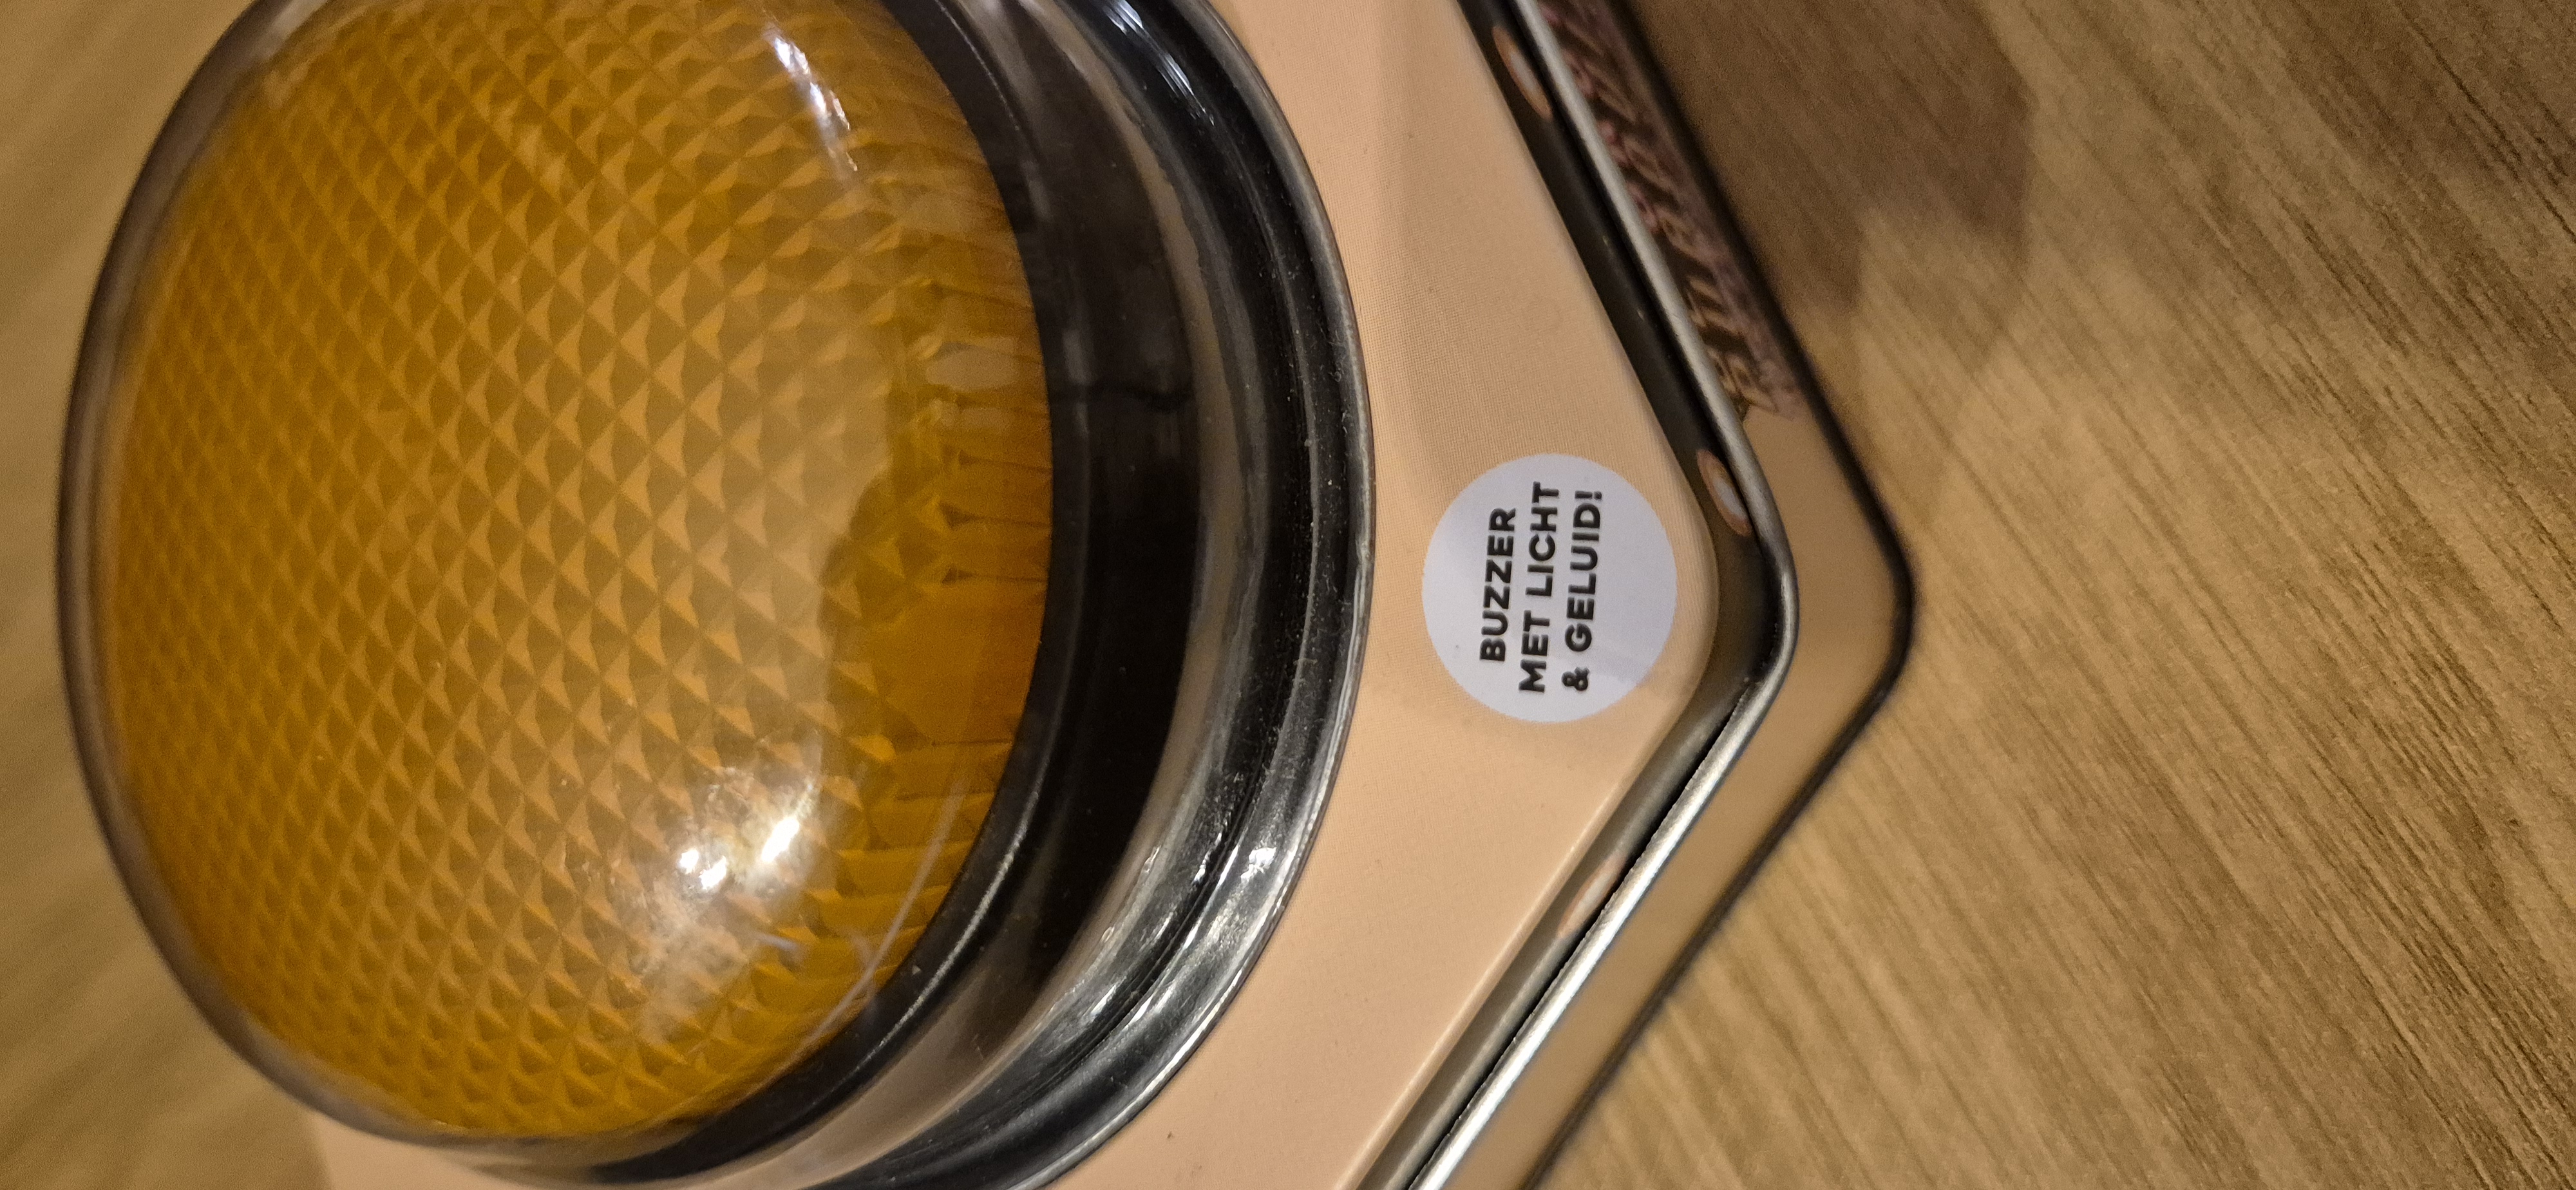 BUZZER
MET LICHT
& GELUID!